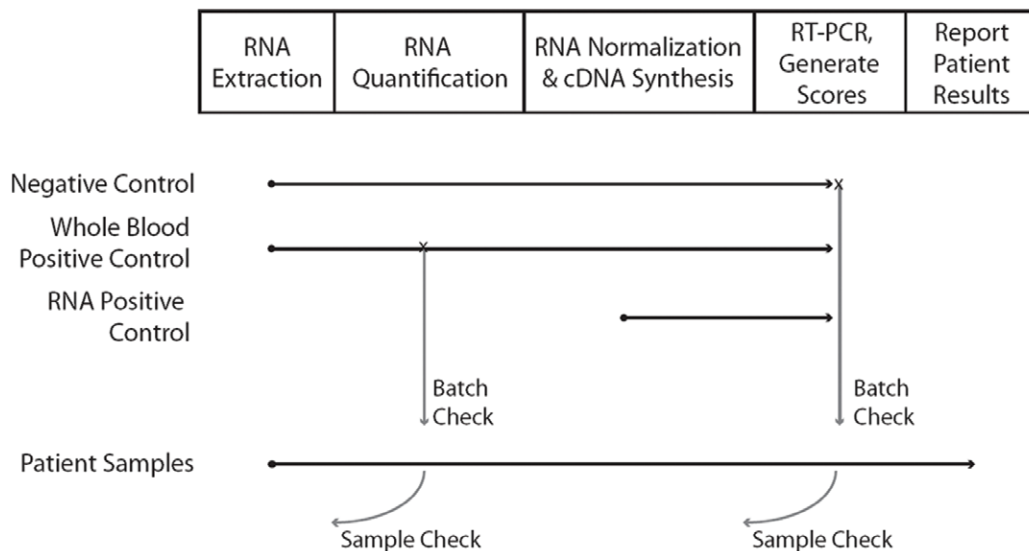 RNA
Extraction
RNA
Quantification
RNA Normalization
& cDNA Synthesis
RT-PCR,
Generate
Scores
Report
Patient
Results
Negative Control
x
Whole Blood
Positive Control
x
RNA Positive
Control
Batch
Check
Batch
Check
Patient Samples
Sample Check
Sample Check